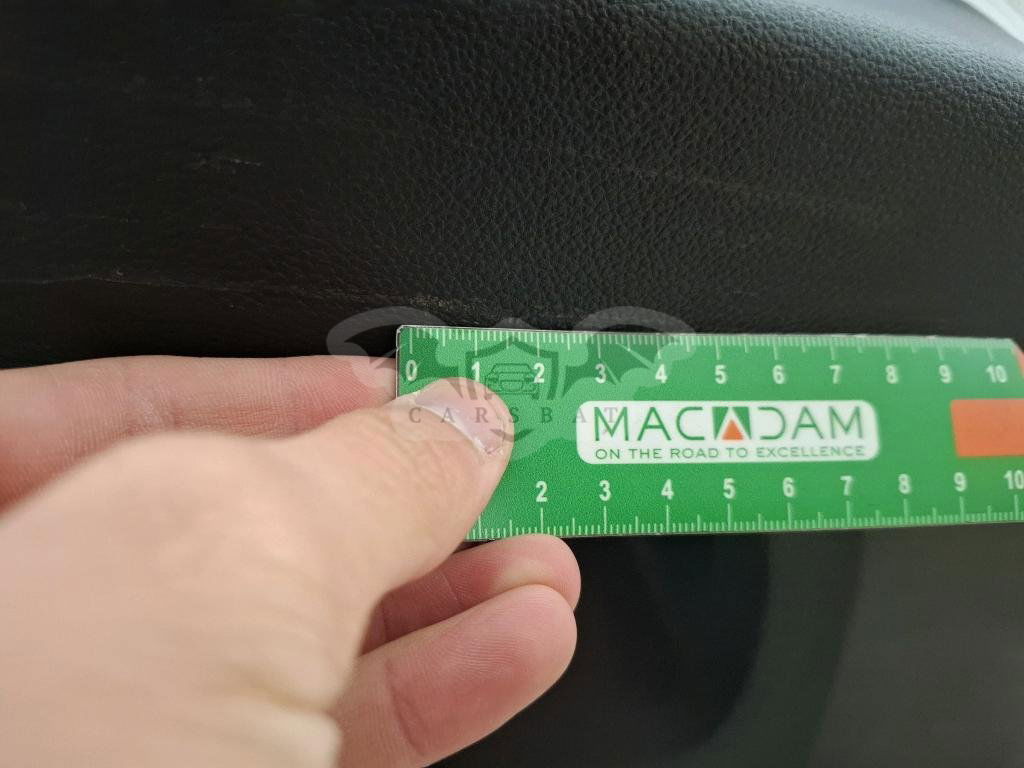 0 1 2 3 4 5 6 7 8 9 10
CARSBAT
MACADAM
ON THE ROAD TO EXCELLENCE
2 3 4 5 6 7 8 9 10